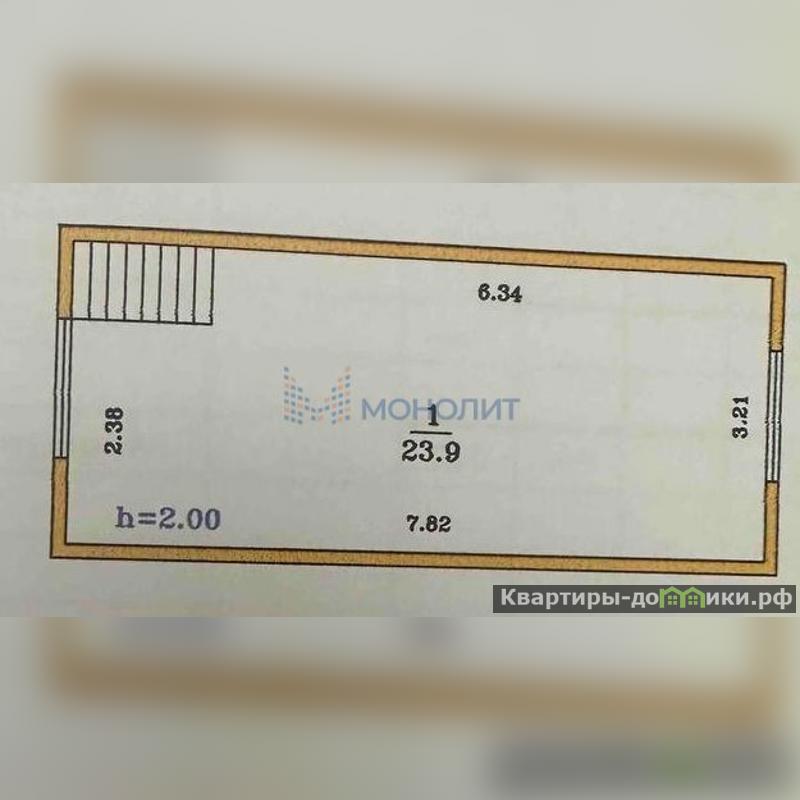 6.34
МОНОЛИТ
1
23.9
2.38
3.21
h=2.00
7.82
Квартиры-домики.рф